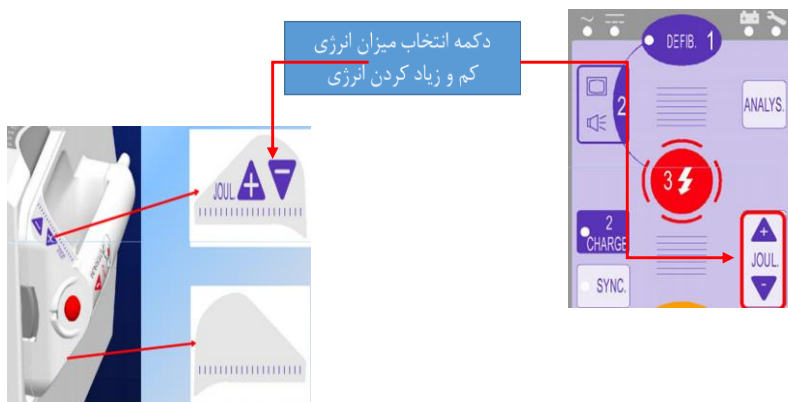 دکمه انتخاب میزان انرژی
کم و زیاد کردن انرژی
JOUL. + −
DEFIB. 1
2
ANALYS.
3
2
CHARGE
SYNC.
+
JOUL.
-